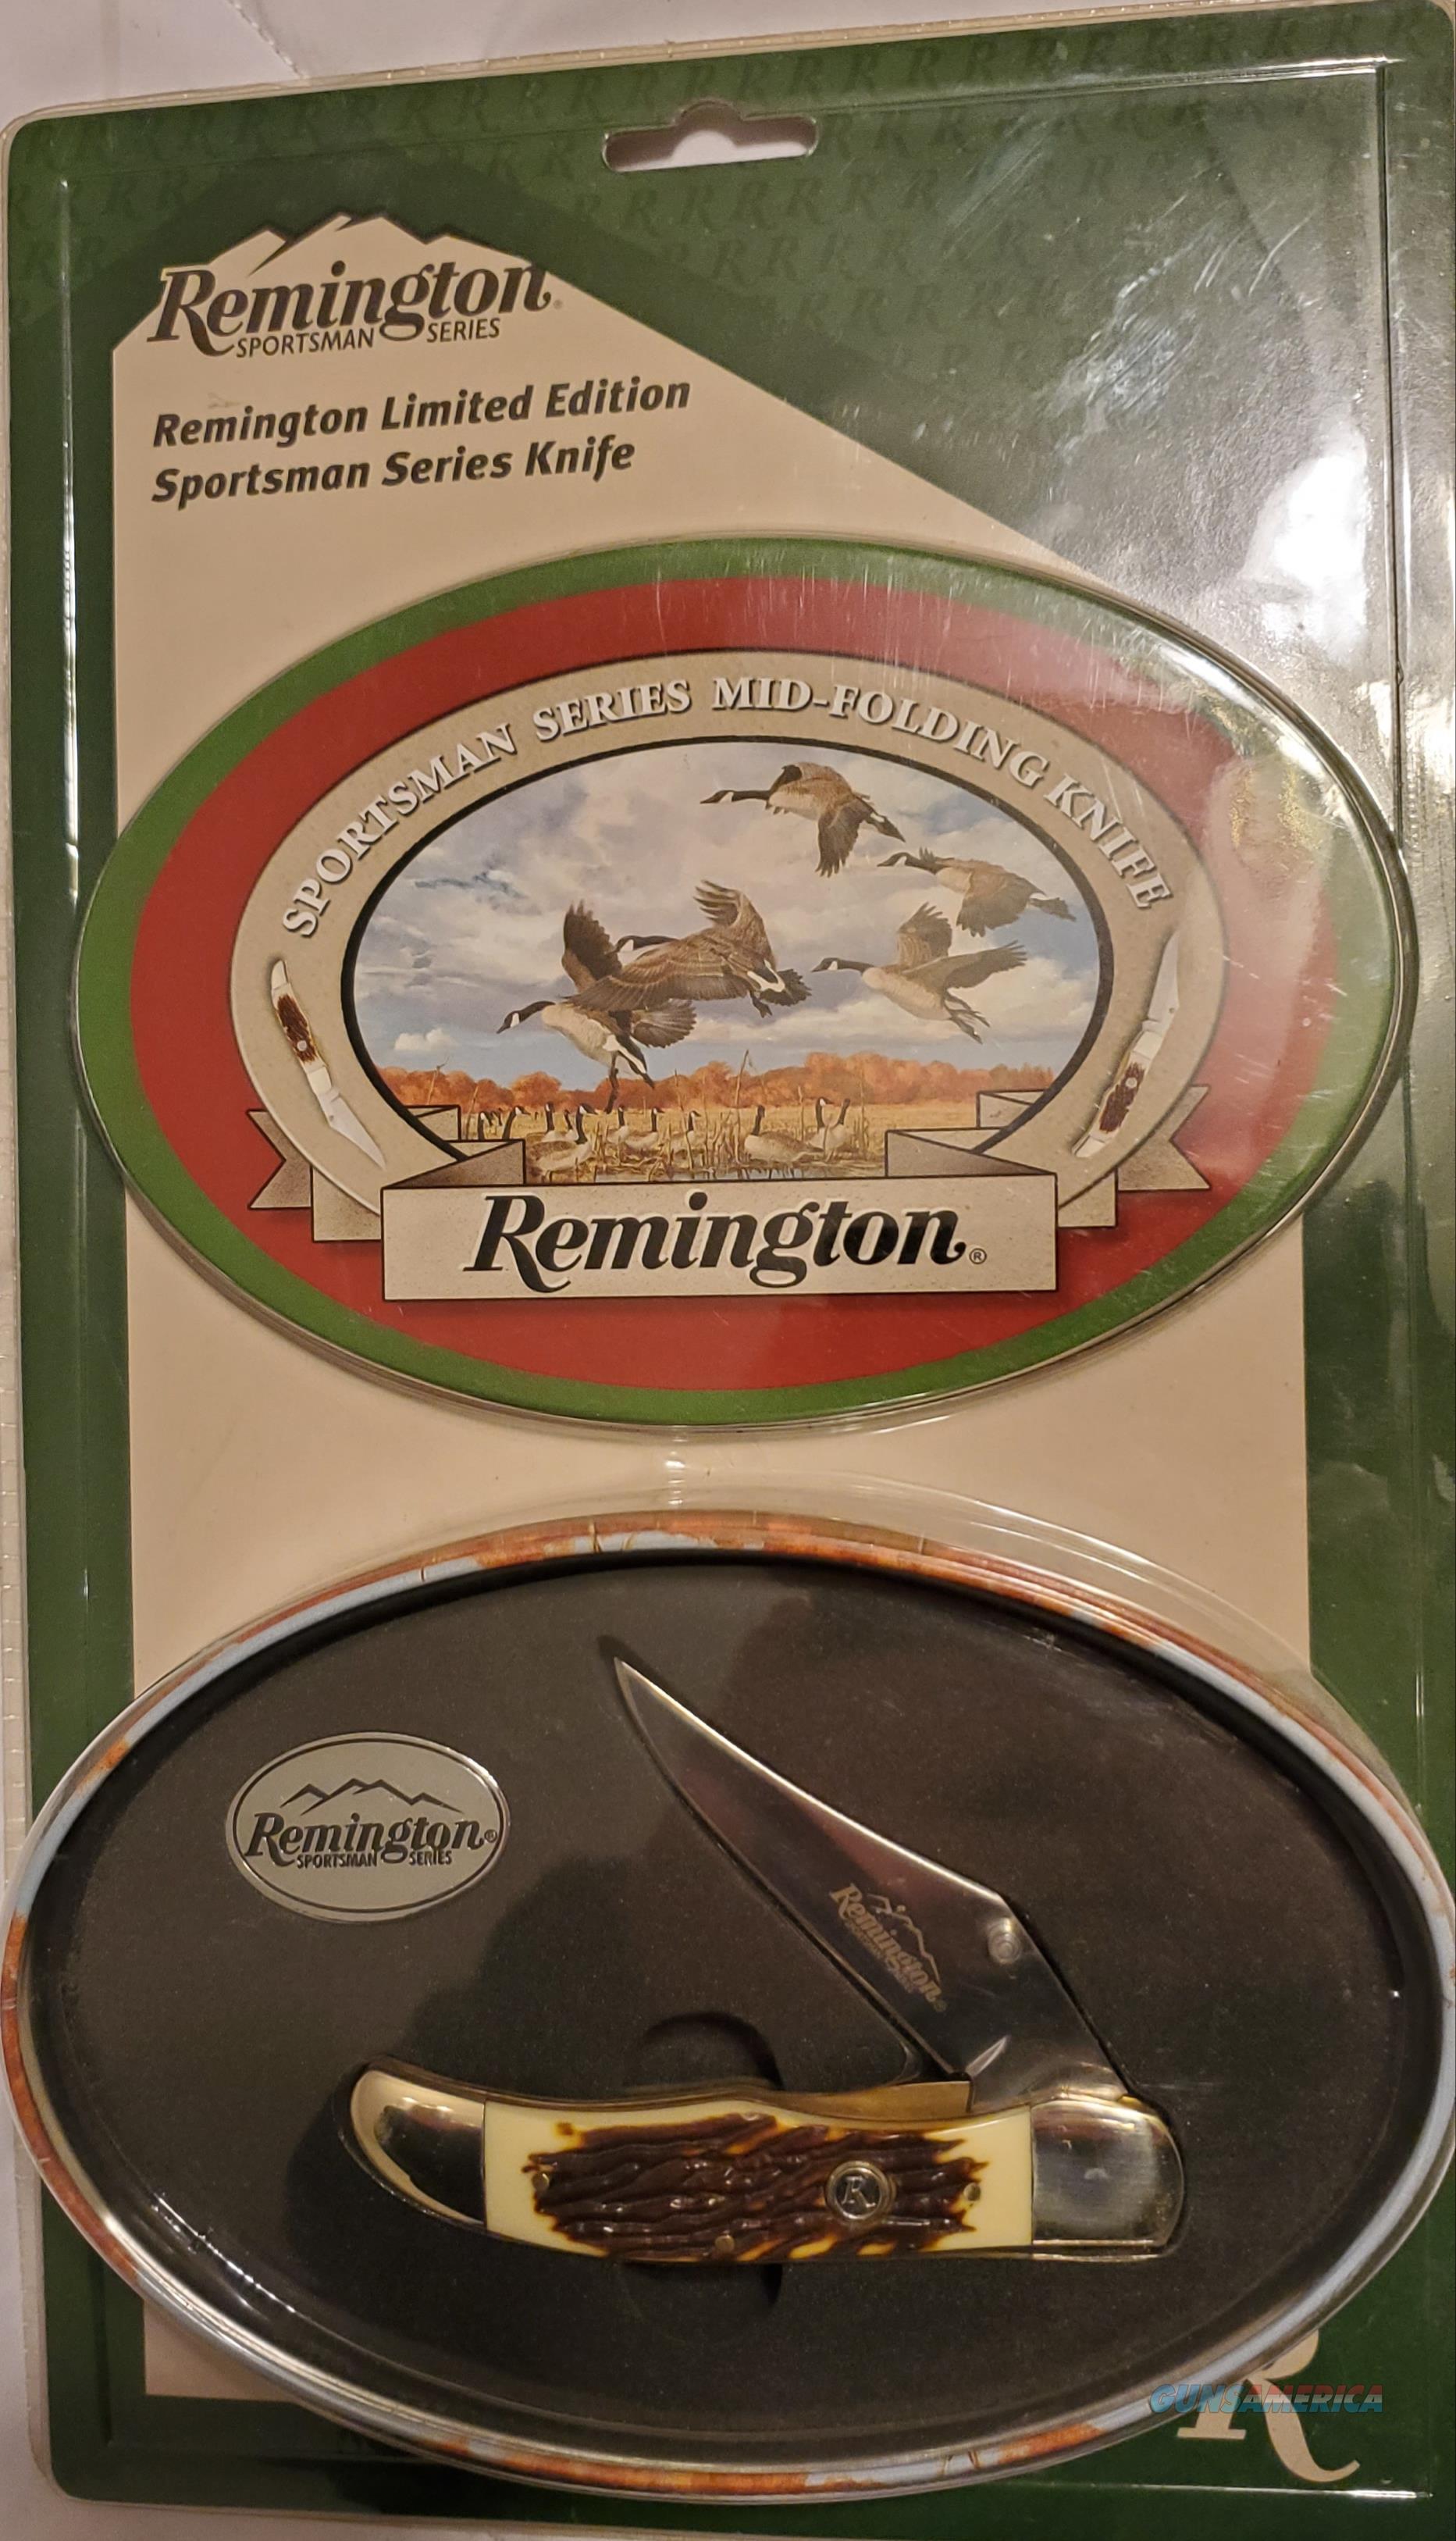 Remington®
SPORTSMAN SERIES
Remington Limited Edition
Sportsman Series Knife
SPORTSMAN SERIES MID-FOLDING KNIFE
Remington®
Remington®
SPORTSMAN SERIES
Remington
R
R
GUNSAMERICA